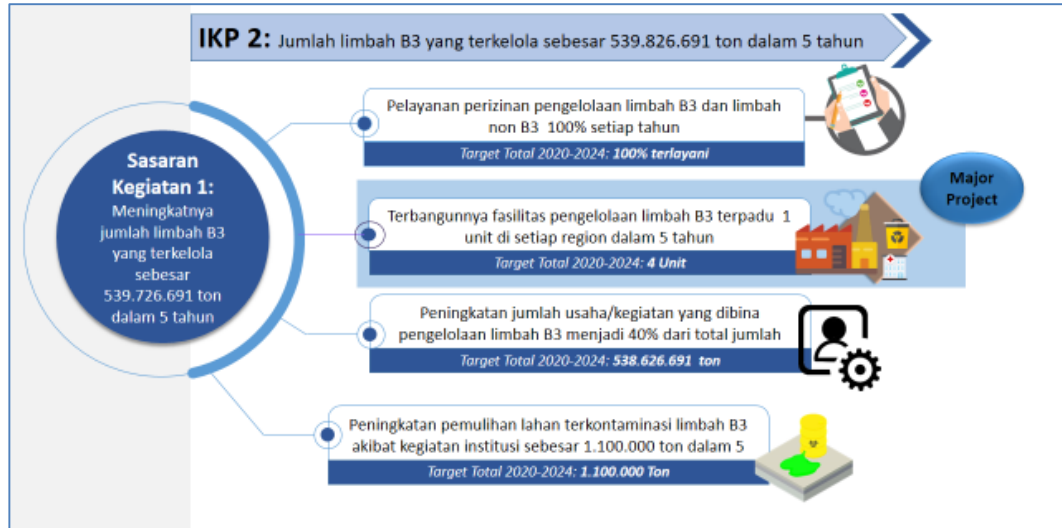 IKP 2: Jumlah limbah B3 yang terkelola sebesar 539.826.691 ton dalam 5 tahun
Sasaran
Kegiatan 1:
Meningkatnya
jumlah limbah B3
yang terkelola
sebesar
539.726.691 ton
dalam 5 tahun
Pelayanan perizinan pengelolaan limbah B3 dan limbah
non B3 100% setiap tahun
Target Total 2020-2024: 100% terlayani
Major
Project
Terbangunnya fasilitas pengelolaan limbah B3 terpadu 1
unit di setiap region dalam 5 tahun
Target Total 2020-2024: 4 Unit
Peningkatan jumlah usaha/kegiatan yang dibina
pengelolaan limbah B3 menjadi 40% dari total jumlah
Target Total 2020-2024: 538.626.691 ton
Peningkatan pemulihan lahan terkontaminasi limbah B3
akibat kegiatan institusi sebesar 1.100.000 ton dalam 5
Target Total 2020-2024: 1.100.000 Ton